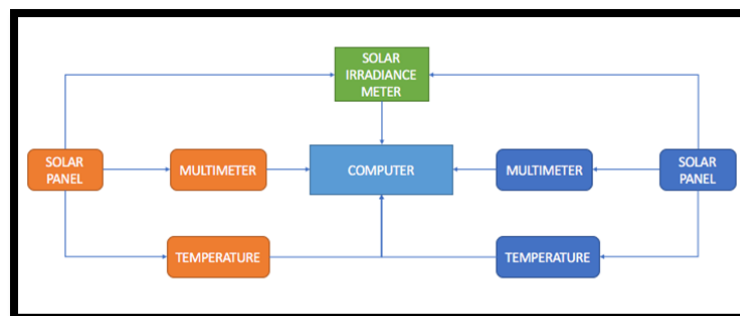 SOLAR
IRRADIANCE
METER
SOLAR
PANEL
MULTIMETER
COMPUTER
MULTIMETER
SOLAR
PANEL
TEMPERATURE
TEMPERATURE